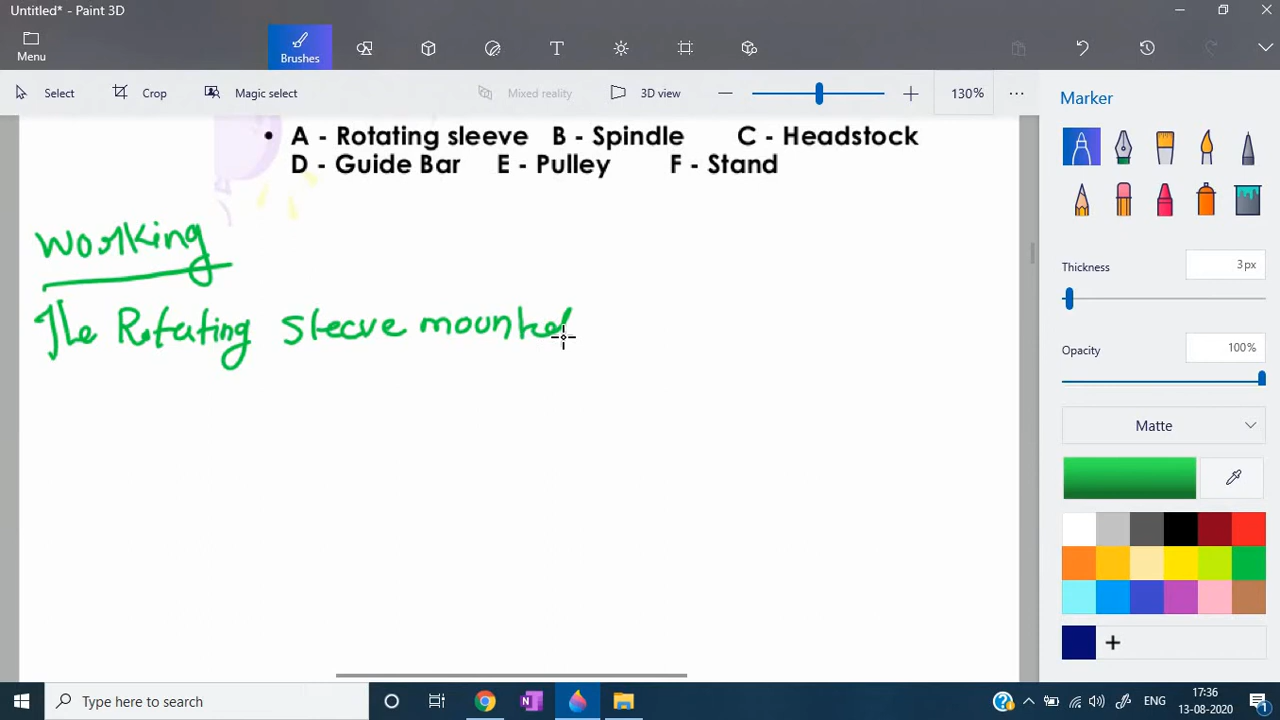 Untitled* - Paint 3D
Menu
Brushes
Select
Crop
Magic select
Mixed reality
3D view
130%
Marker
• A - Rotating sleeve B - Spindle C - Headstock
D - Guide Bar E - Pulley F - Stand
Working
The Rotating Sleeve mounted
Thickness
3px
Opacity
100%
Matte
Type here to search
ENG
17:36
13-08-2020